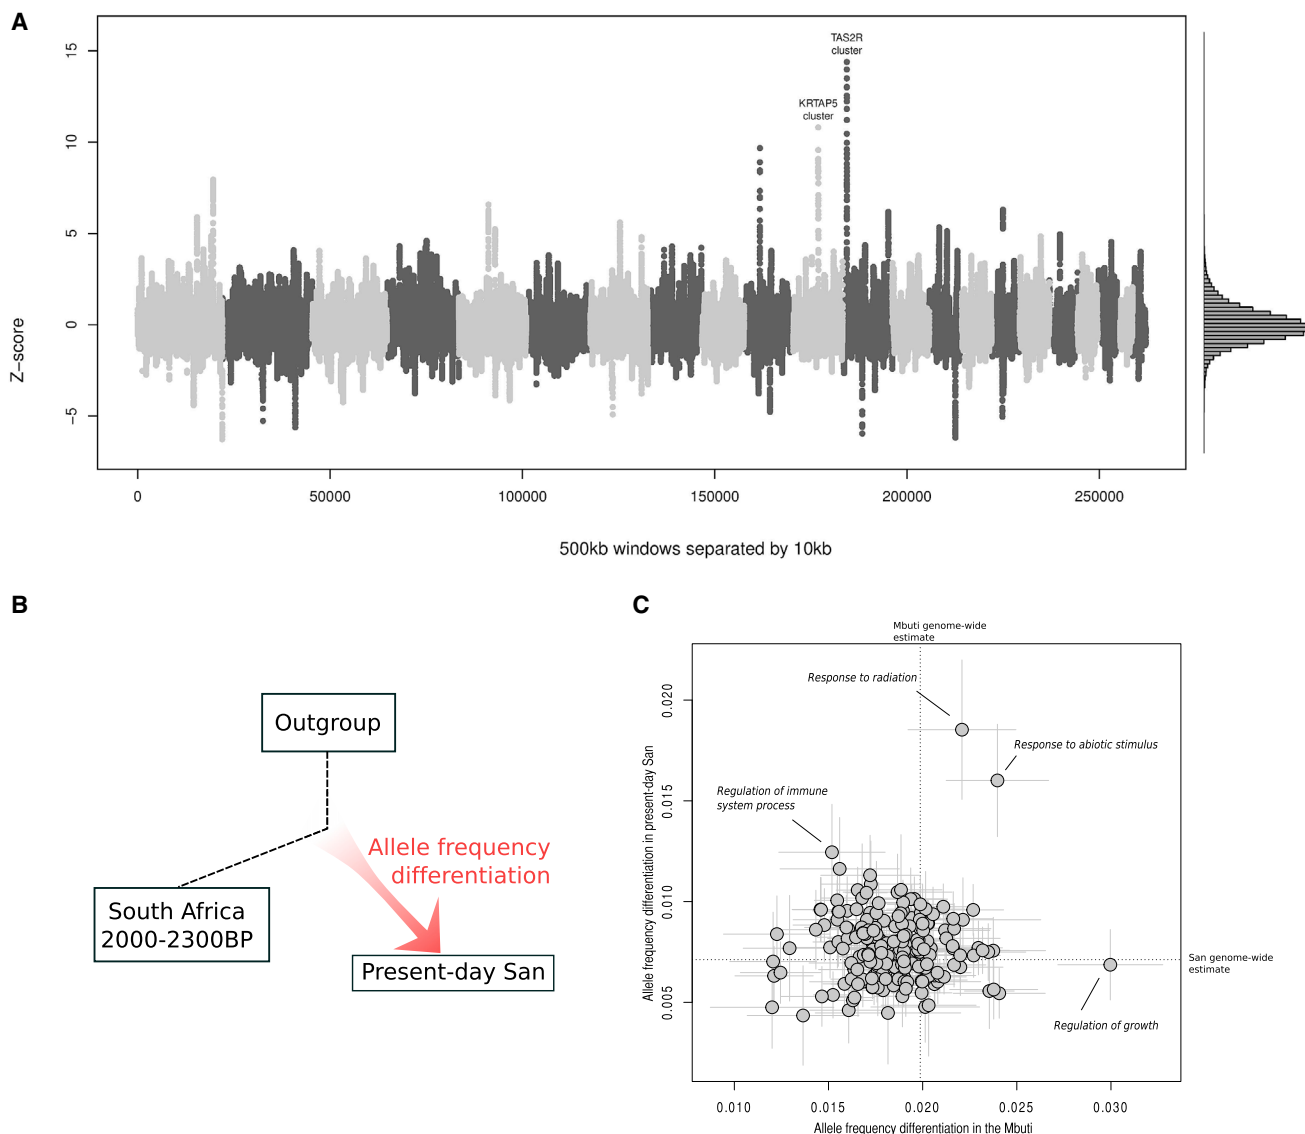 A
TAS2R
cluster
KRTAP5
cluster
15
10
5
0
−5
Z−score
0
50000
100000
150000
200000
250000
500kb windows separated by 10kb
B
Outgroup
Allele frequency
differentiation
South Africa
2000-2300BP
Present-day San
C
Mbuti genome-wide
estimate
Response to radiation
Response to abiotic stimulus
Regulation of immune
system process
San genome-wide
estimate
Regulation of growth
0.020
0.015
0.010
0.005
Allele frequency differentiation in present-day San
0.010
0.015
0.020
0.025
0.030
Allele frequency differentiation in the Mbuti